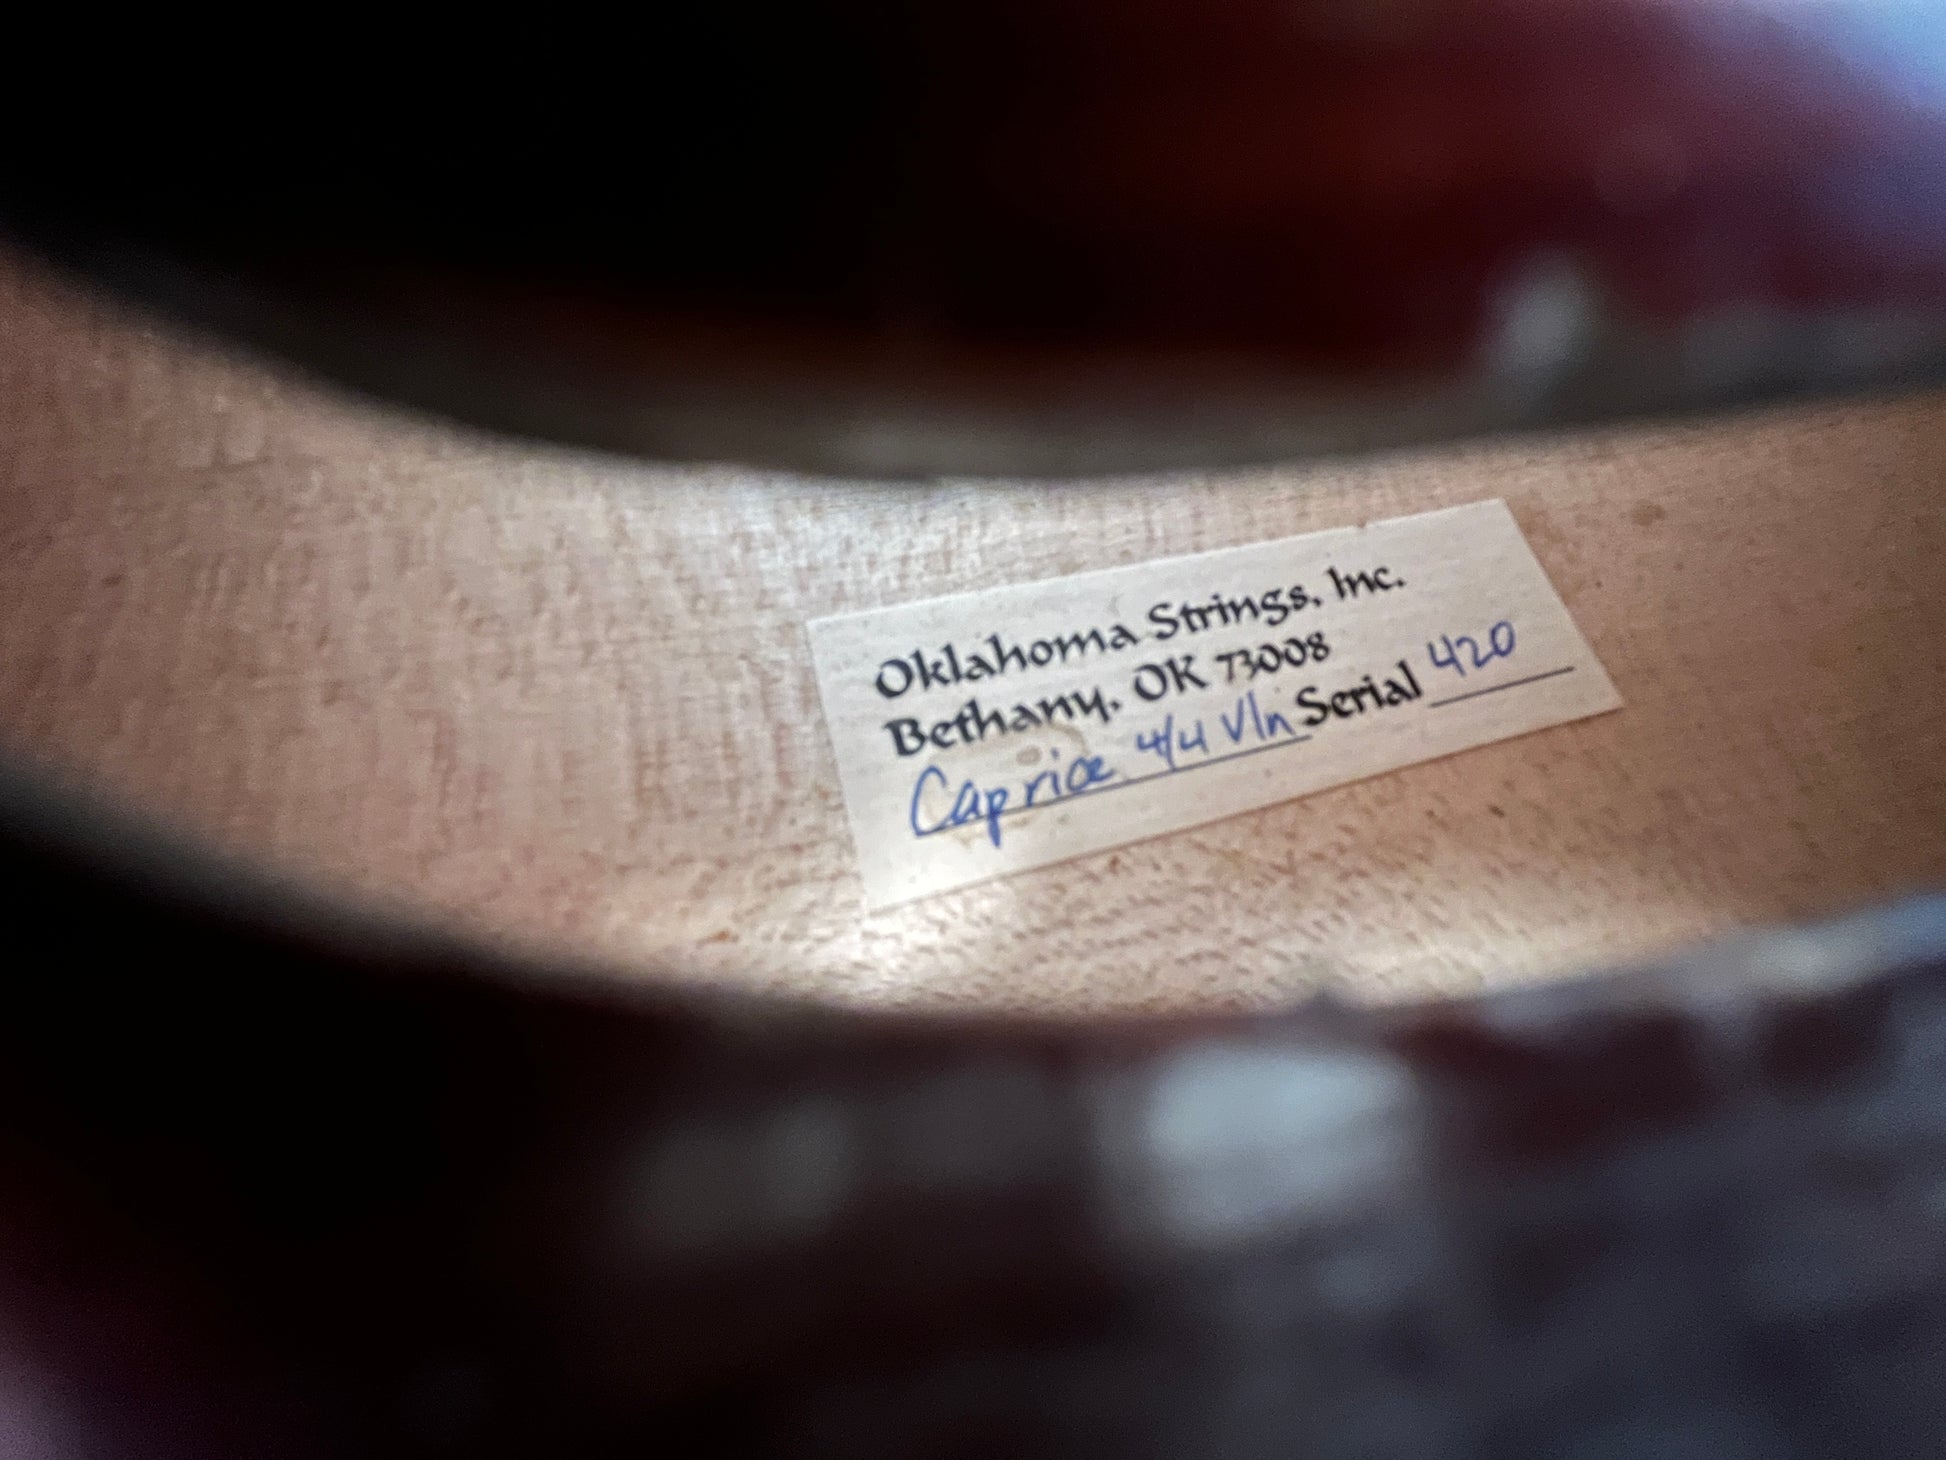 Oklahoma Strings, Inc.
Bethany, OK 73008
Caprice 4/4 Vln Serial 420